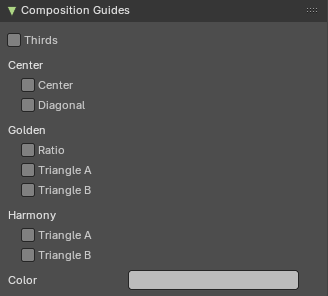 Composition Guides
Thirds
Center
Center
Diagonal
Golden
Ratio
Triangle A
Triangle B
Harmony
Triangle A
Triangle B
Color